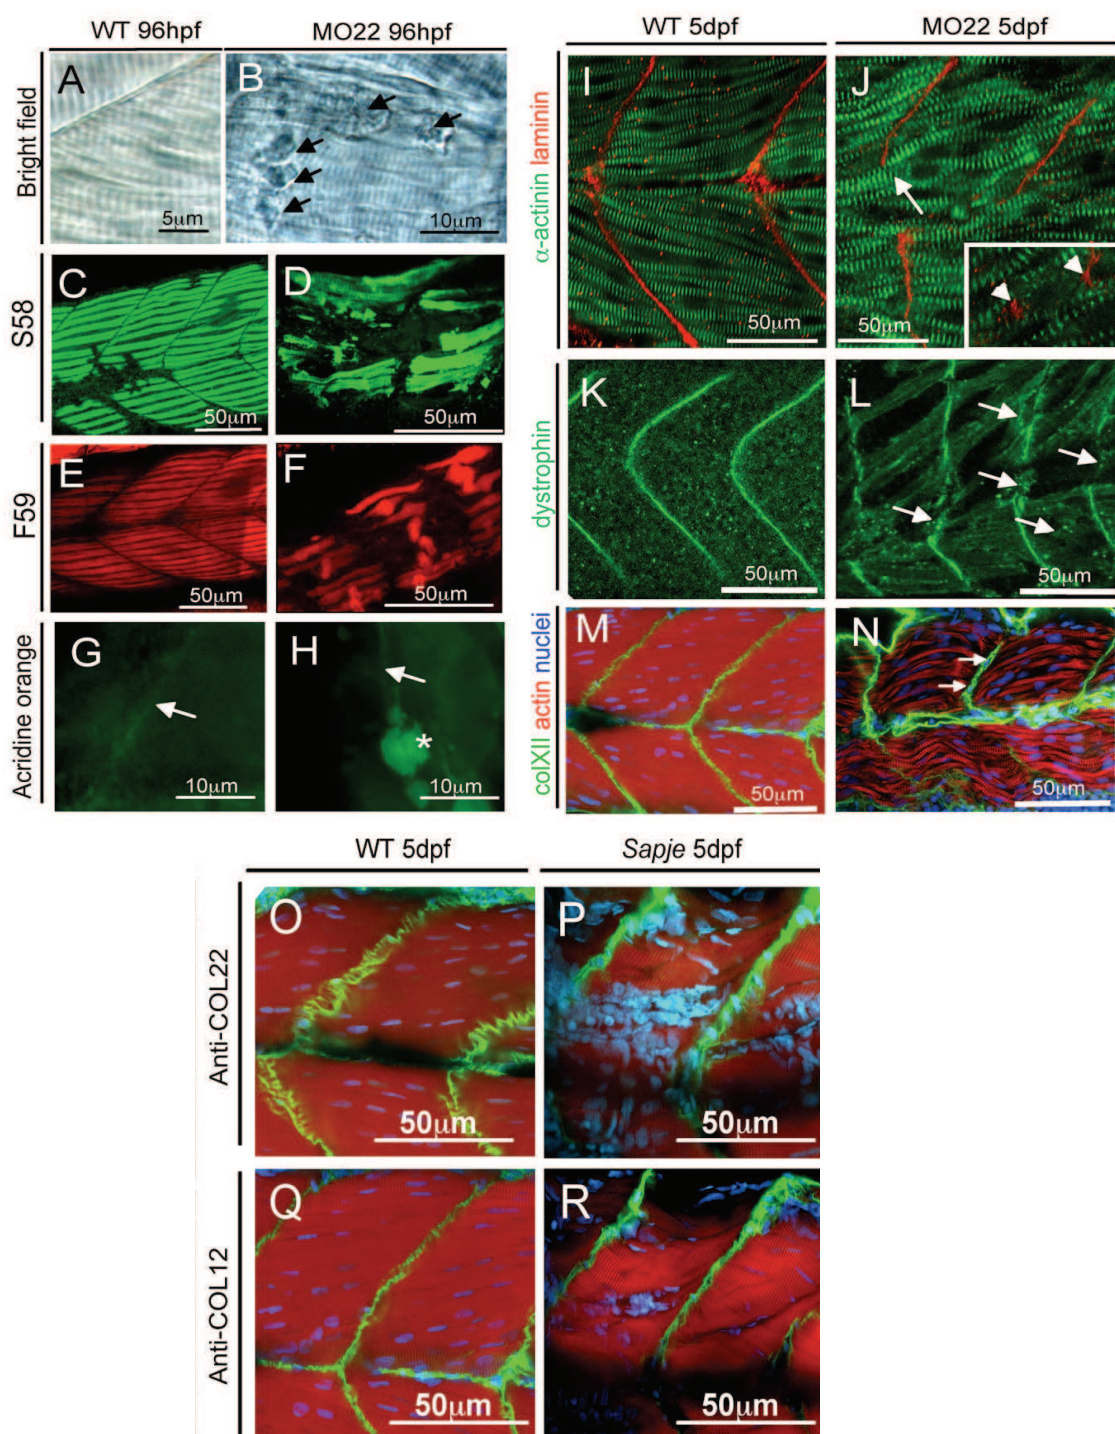 WT 96hpf MO22 96hpf
Bright field
A
5µm
B
10µm
S58
C
50µm
D
50µm
F59
E
50µm
F
50µm
Acridine orange
G
10µm
H
*
10µm
WT 5dpf MO22 5dpf
α-actinin laminin
I
50µm
J
50µm
dystrophin
K
50µm
L
50µm
colXII actin nuclei
M
50µm
N
50µm
WT 5dpf Sapje 5dpf
Anti-COL22
O
50µm
P
50µm
Anti-COL12
Q
50µm
R
50µm